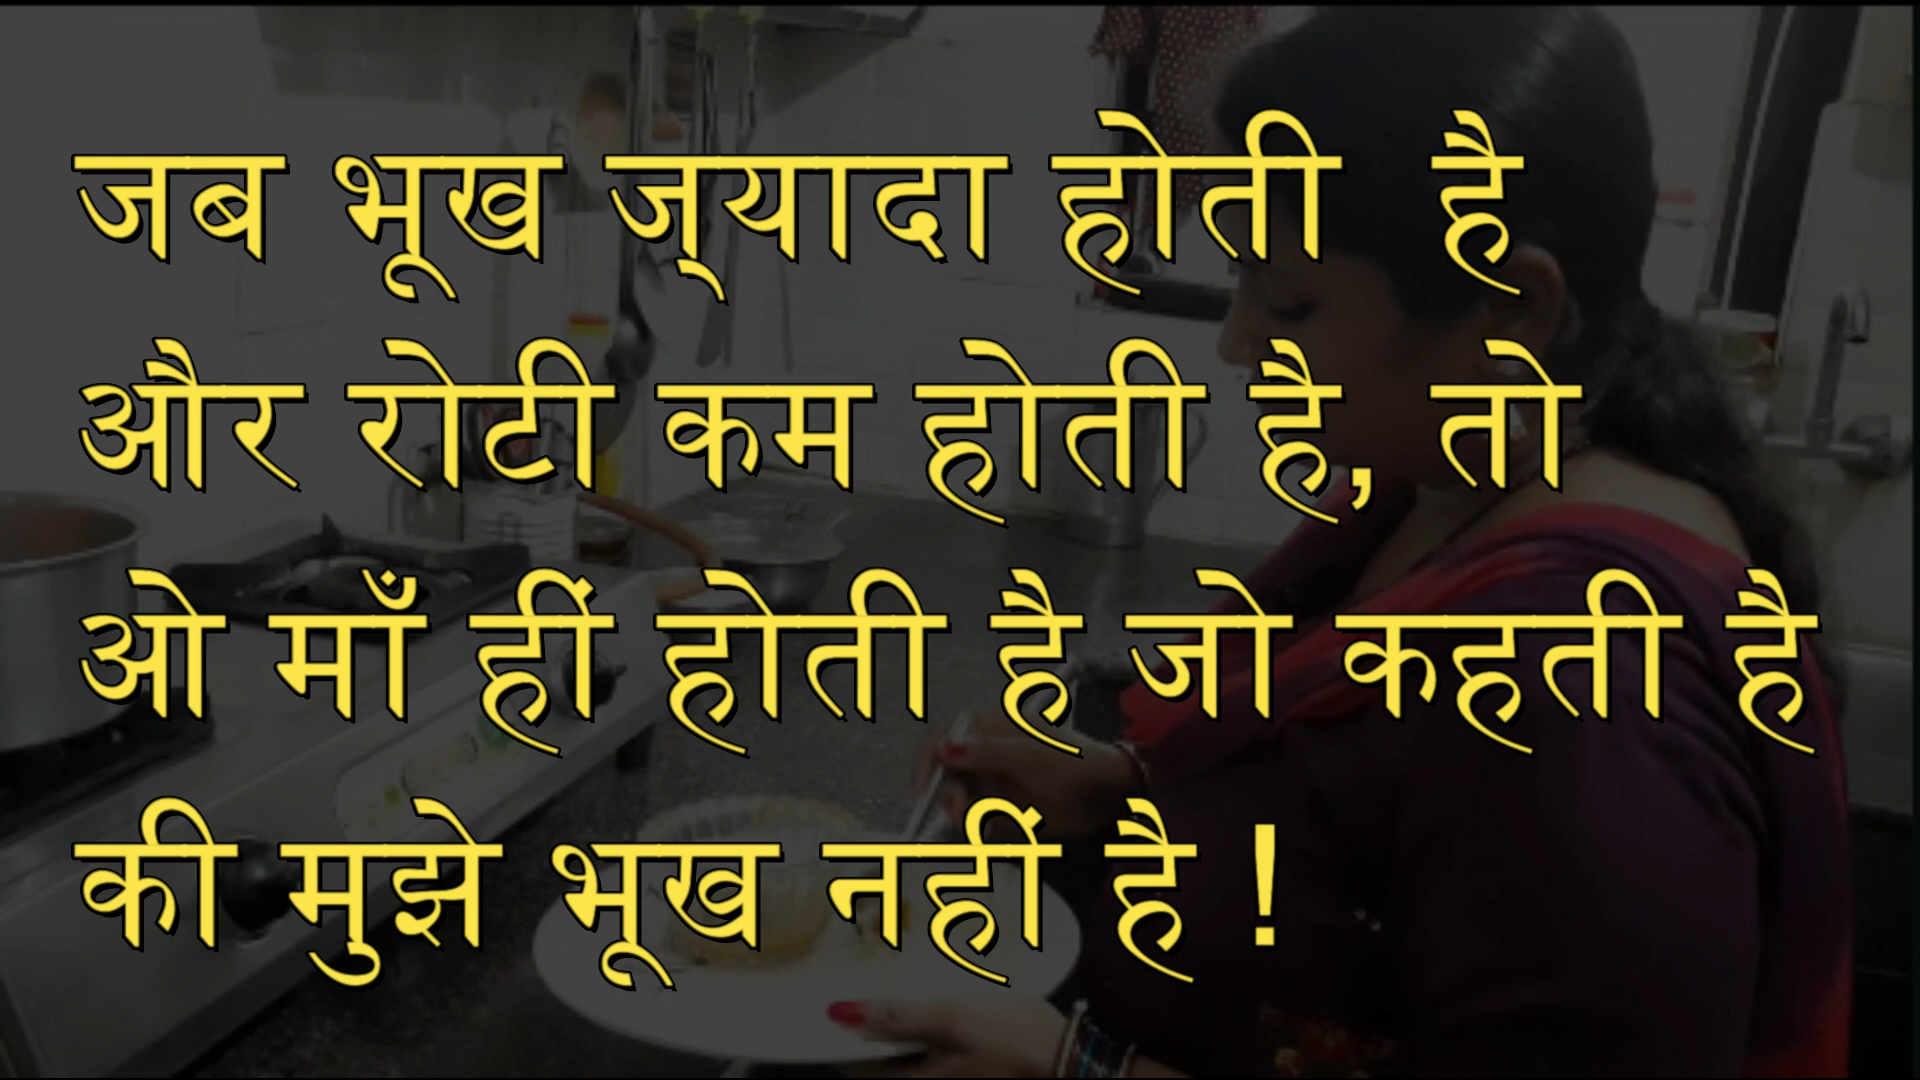 जब भूख ज्‍यादा होती है
और रोटी कम होती है, तो
ओ माँ हीं होती है जो कहती है
की मुझे भूख नहीं है !